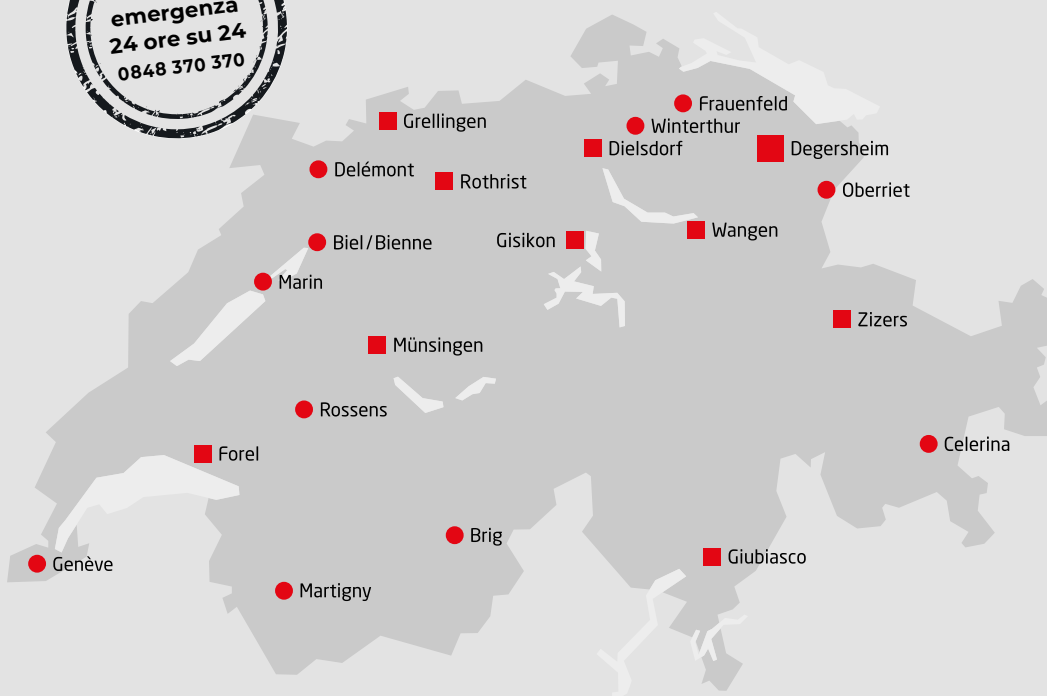 emergenza
24 ore su 24
0848 370 370
Frauenfeld
Grellingen
Winterthur
Dielsdorf
Degersheim
Delémont
Rothrist
Oberriet
Wangen
Gisikon
Biel/Bienne
Marin
Zizers
Münsingen
Rossens
Celerina
Forel
Brig
Giubiasco
Genève
Martigny